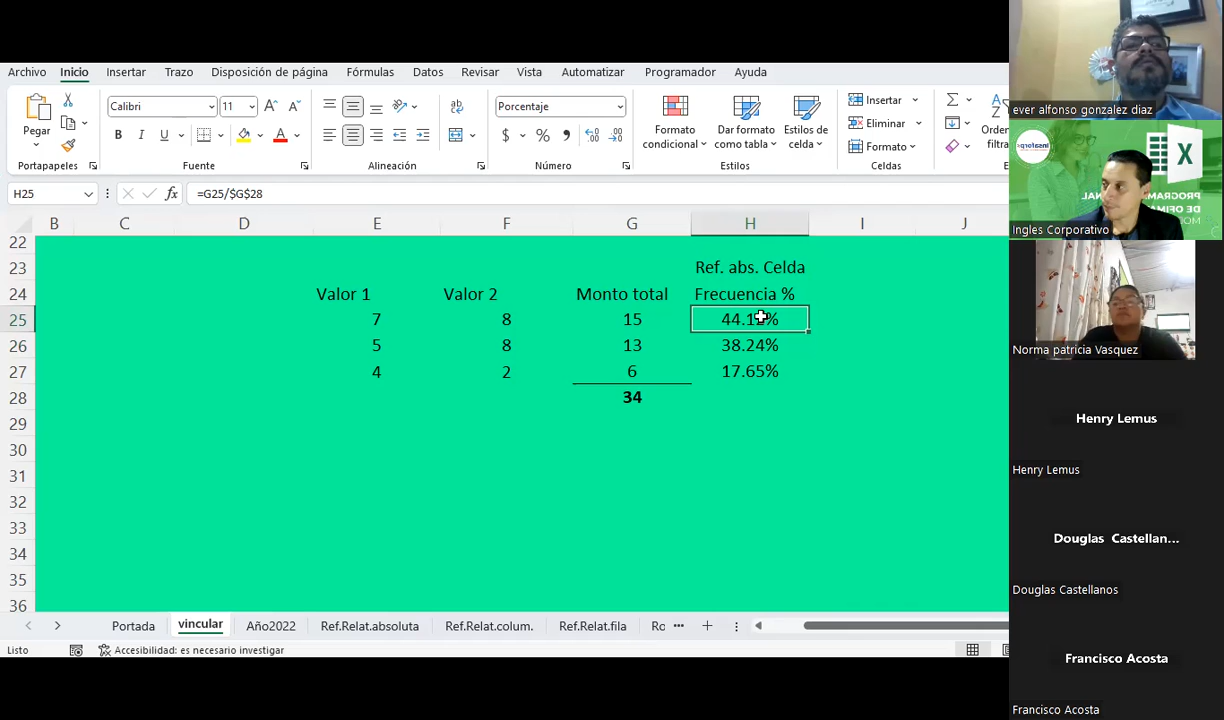 Archivo Inicio Insertar Trazo Disposición de página Fórmulas Datos Revisar Vista Automatizar Programador Ayuda
Pegar
Calibri 11
Porcentaje
Formato condicional
Dar formato como tabla
Estilos de celda
Insertar
Eliminar
Formato
Portapapeles Fuente Alineación Número Estilos Celdas
H25 =G25/$G$28
B C D E F G H I J
22
23 Ref. abs. Celda
24 Valor 1 Valor 2 Monto total Frecuencia %
25 7 8 15
26 5 8 13 38.24%
27 4 2 6 17.65%
28 34
29
30
31
32
33
34
35
36
Portada vincular Año2022 Ref.Relat.absoluta Ref.Relat.colum. Ref.Relat.fila Ro
Listo Accesibilidad: es necesario investigar
ever alfonso gonzalez diaz
Ingles Corporativo
Norma patricia Vasquez
Henry Lemus
Henry Lemus
Douglas Castellan...
Douglas Castellanos
Francisco Acosta
Francisco Acosta